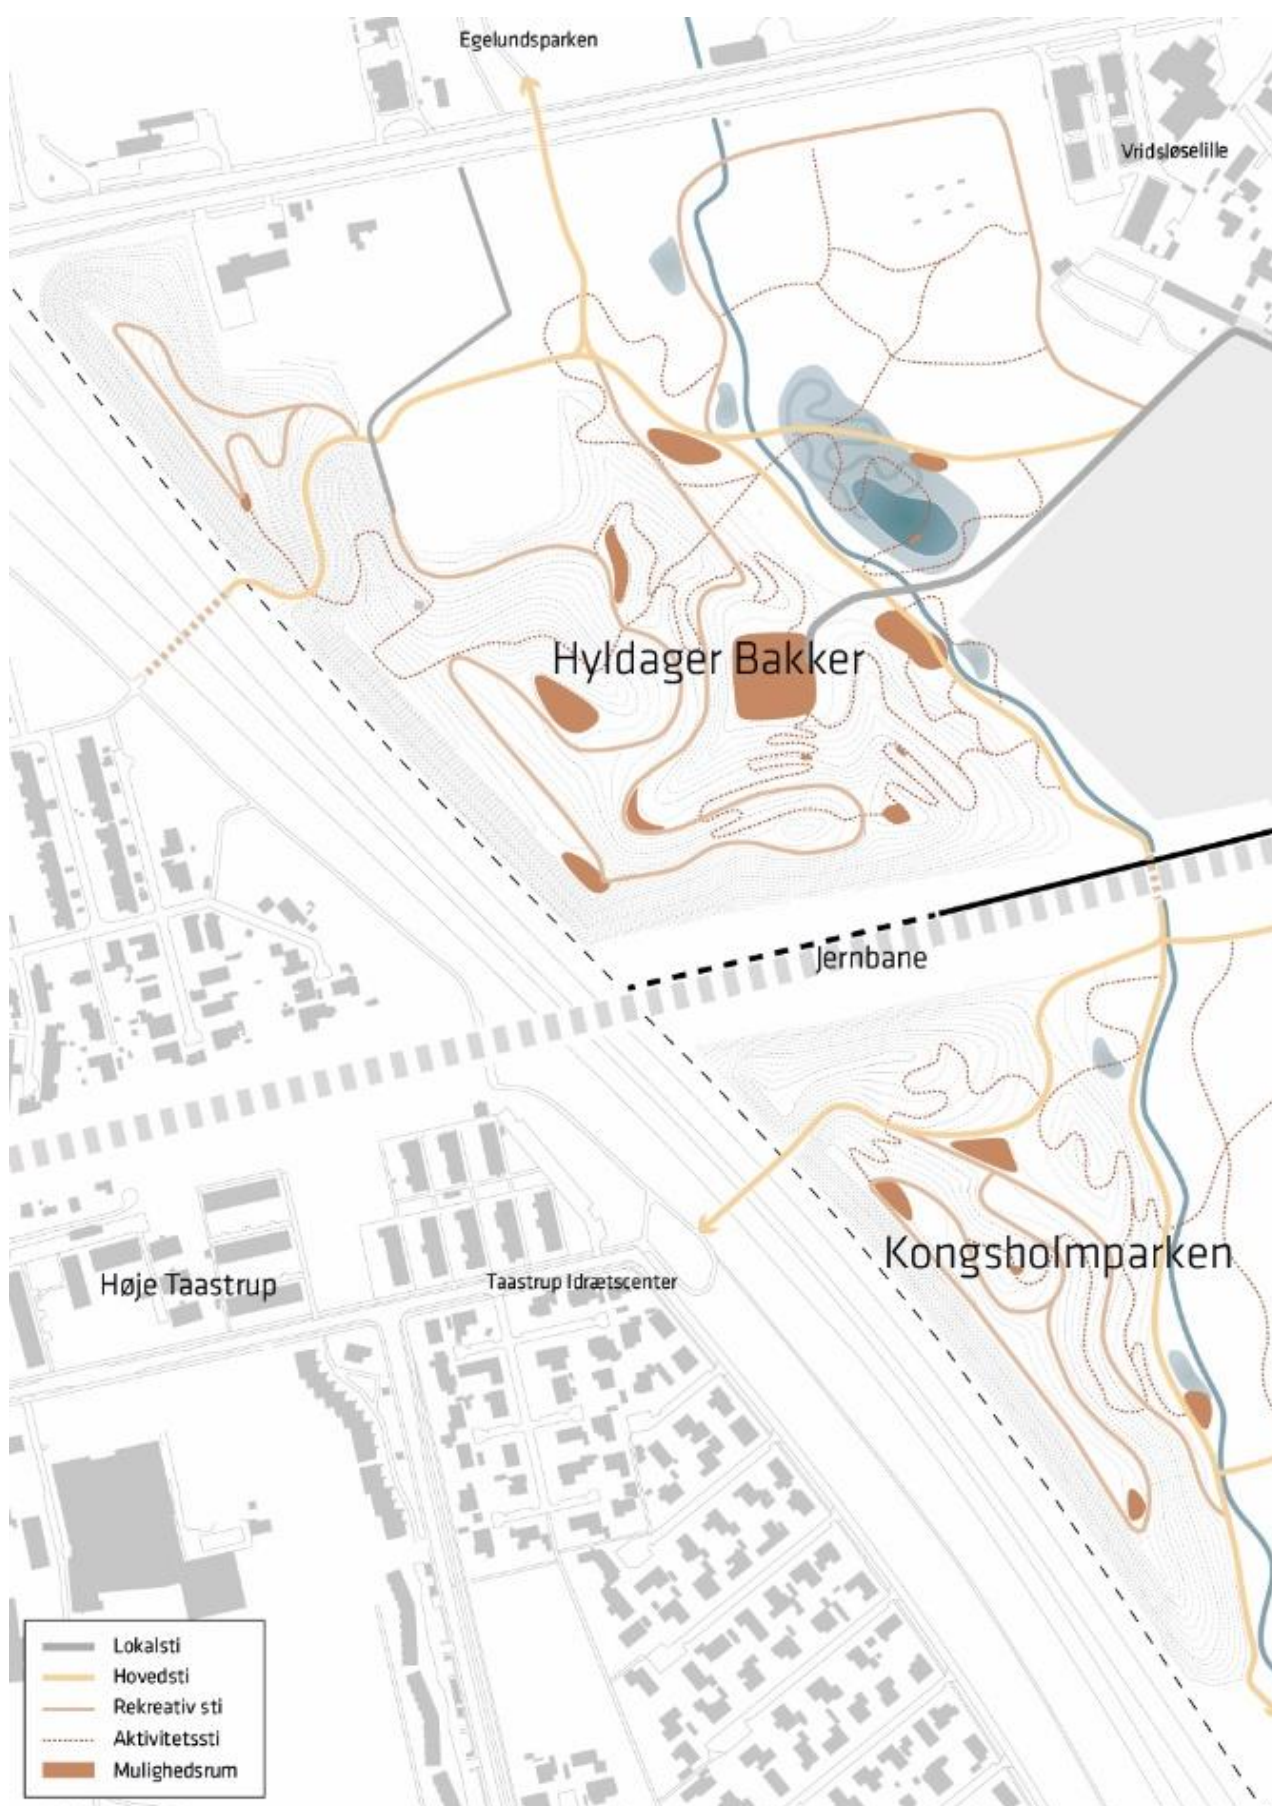 Egelundsparken
Vridsløselille
Hyldager Bakker
Jernbane
Kongsholmparken
Høje Taastrup
Taastrup Idrætscenter
Lokalsti
Hovedsti
Rekreativ sti
Aktivitetssti
Mulighedsrum